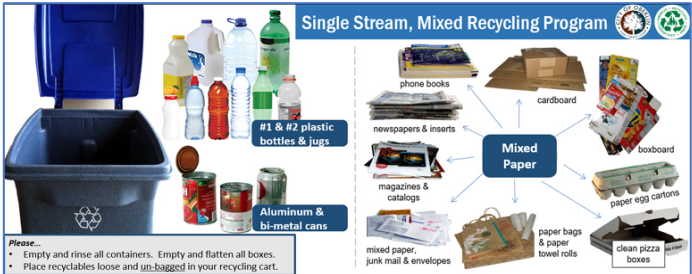 Single Stream, Mixed Recycling Program
CITY OF OBERLIN
#1 & #2 plastic
bottles & jugs
Aluminum &
bi-metal cans
Please...
• Empty and rinse all containers. Empty and flatten all boxes.
• Place recyclables loose and un-bagged in your recycling cart.
phone books
cardboard
newspapers & inserts
Mixed
Paper
boxboard
magazines &
catalogs
paper egg cartons
mixed paper,
junk mail & envelopes
paper bags &
& paper
towel rolls
clean pizza
boxes